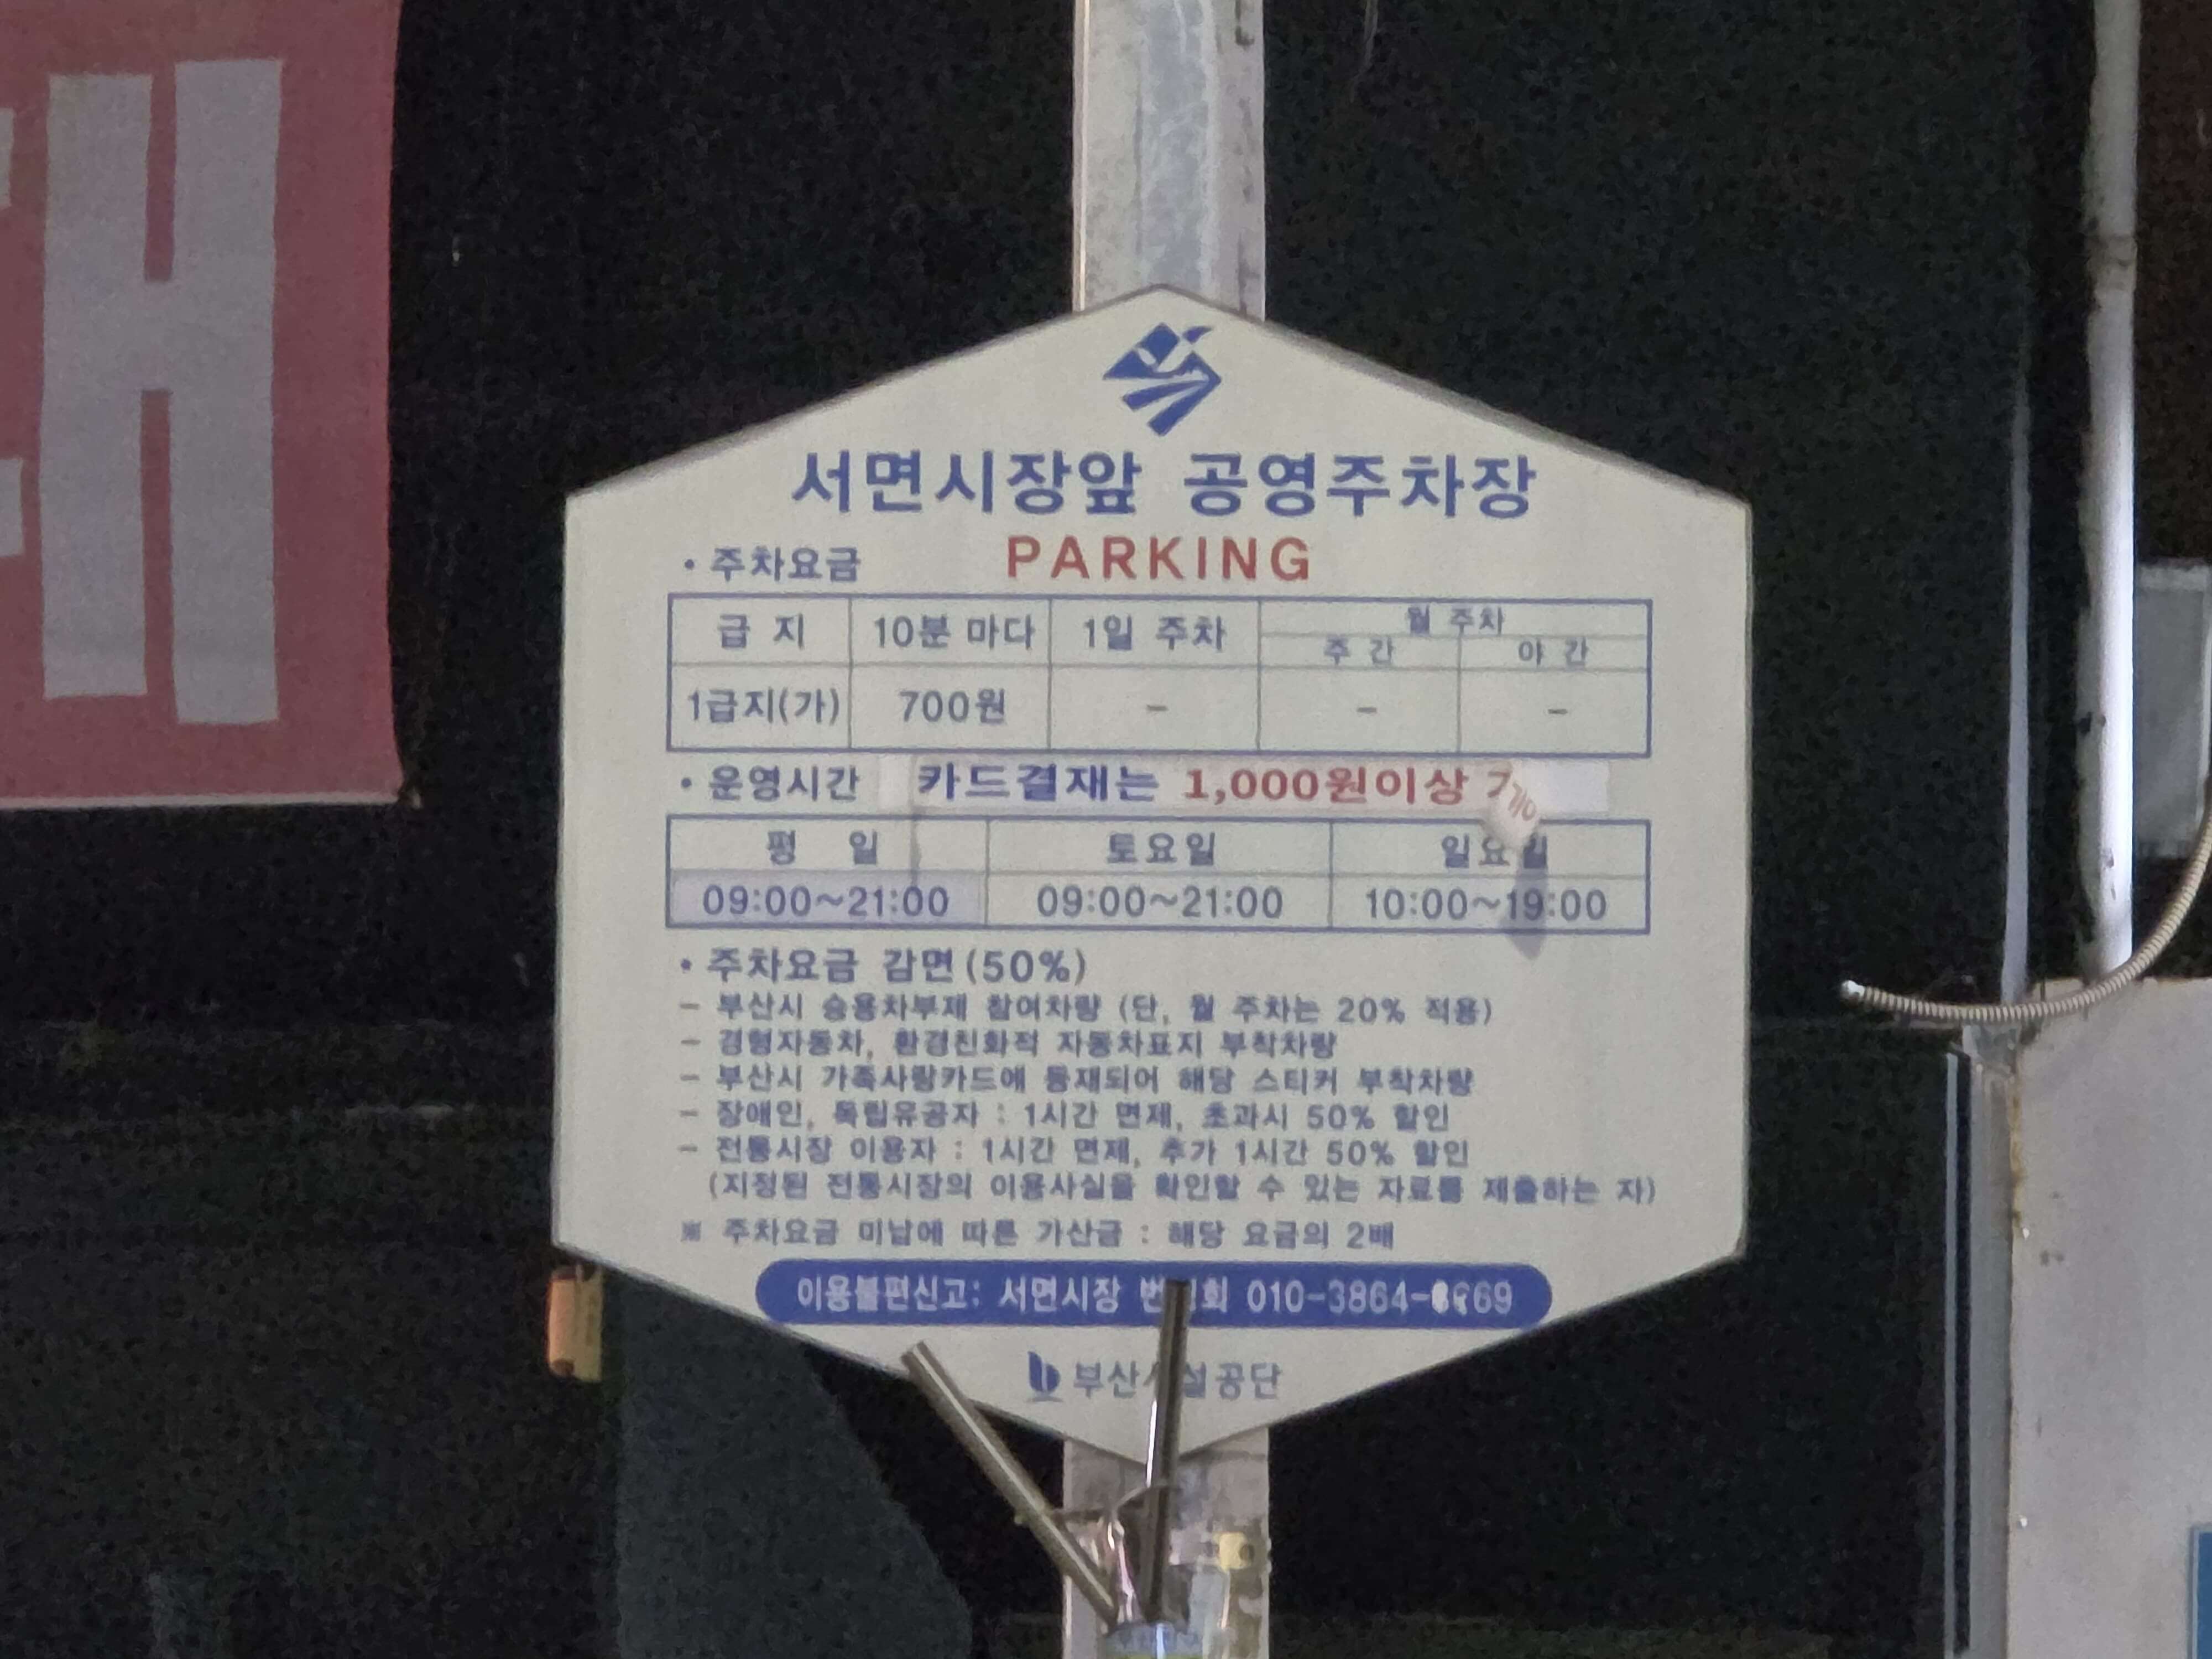 서면시장앞 공영주차장
PARKING
· 주차요금
급 지 10분 마다 1일 주차 월 주차
주 간 야 간
1급지(가) 700원 - - -
· 운영시간 카드결재는 1,000원이상
평 일 토요일 일요일
09:00~21:00 09:00~21:00 10:00~19:00
· 주차요금 감면(50%)
- 부산시 승용차부제 참여차량 (단, 월 주차는 20% 적용)
- 경형자동차, 환경친화적 자동차표지 부착차량
- 부산시 가족사랑카드에 등재되어 해당 스티커 부착차량
- 장애인, 독립유공자 : 1시간 면제, 초과시 50% 할인
- 전통시장 이용자 : 1시간 면제, 추가 1시간 50% 할인
(지정된 전통시장의 이용사실을 확인할 수 있는 자료를 제출하는 자)
※ 주차요금 미납에 따른 가산금 : 해당 요금의 2배
이용불편신고: 서면시장
부산시설공단